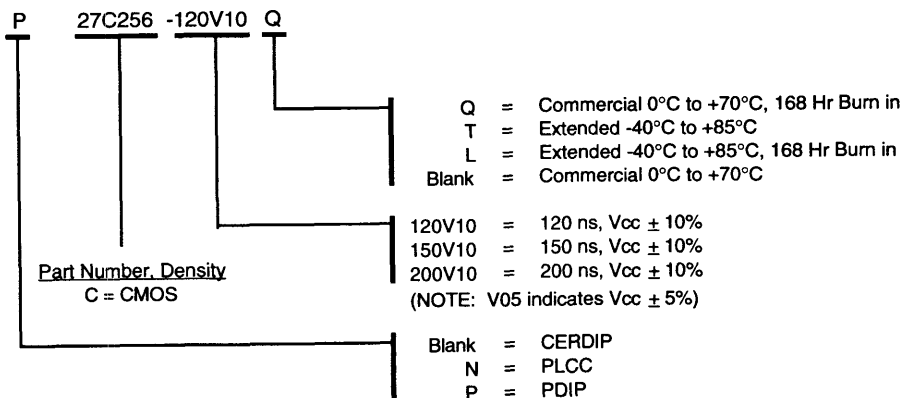 P 27C256 -120V10 Q
Q = Commercial 0°C to +70°C, 168 Hr Burn in
T = Extended -40°C to +85°C
L = Extended -40°C to +85°C, 168 Hr Burn in
Blank = Commercial 0°C to +70°C
120V10 = 120 ns, Vcc ± 10%
150V10 = 150 ns, Vcc ± 10%
200V10 = 200 ns, Vcc ± 10%
(NOTE: V05 indicates Vcc ± 5%)
Part Number, Density
C = CMOS
Blank = CERDIP
N = PLCC
P = PDIP